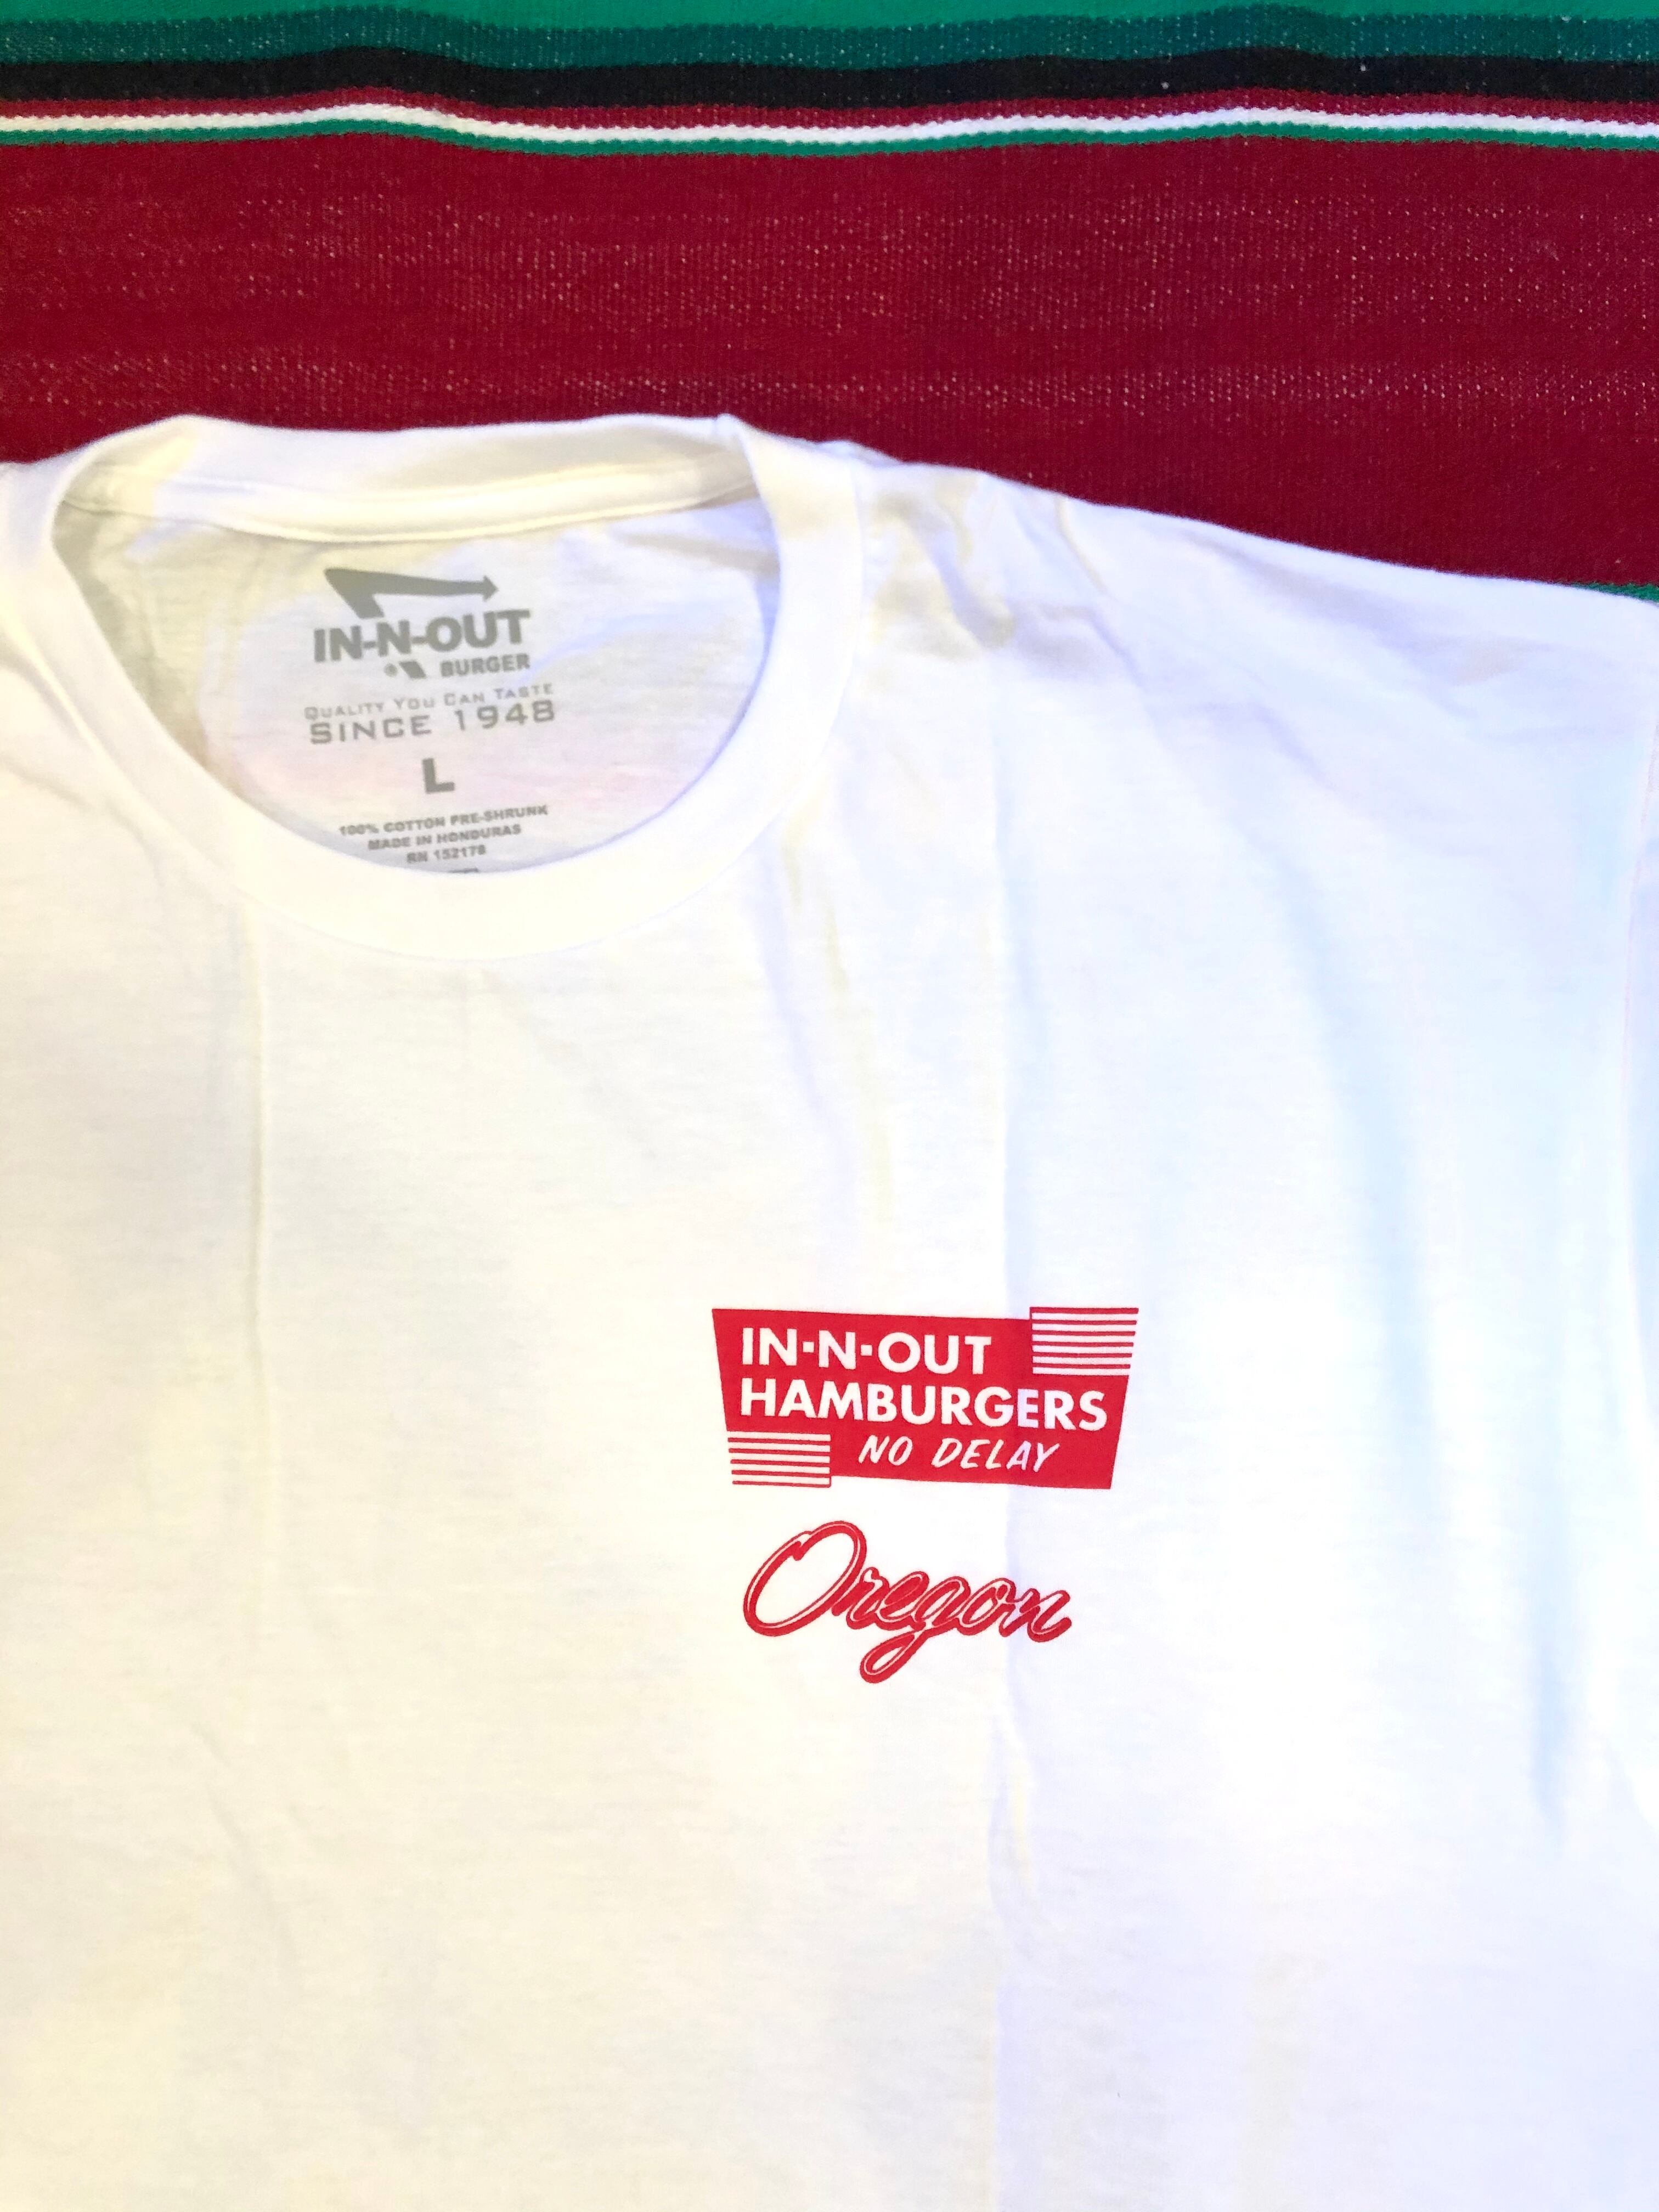 IN-N-OUT
BURGER
QUALITY YOU CAN TASTE
SINCE 1948
L
100% COTTON PRE-SHRUNK
MADE IN HONDURAS
RN 152178
IN-N-OUT
HAMBURGERS
NO DELAY
Oregon